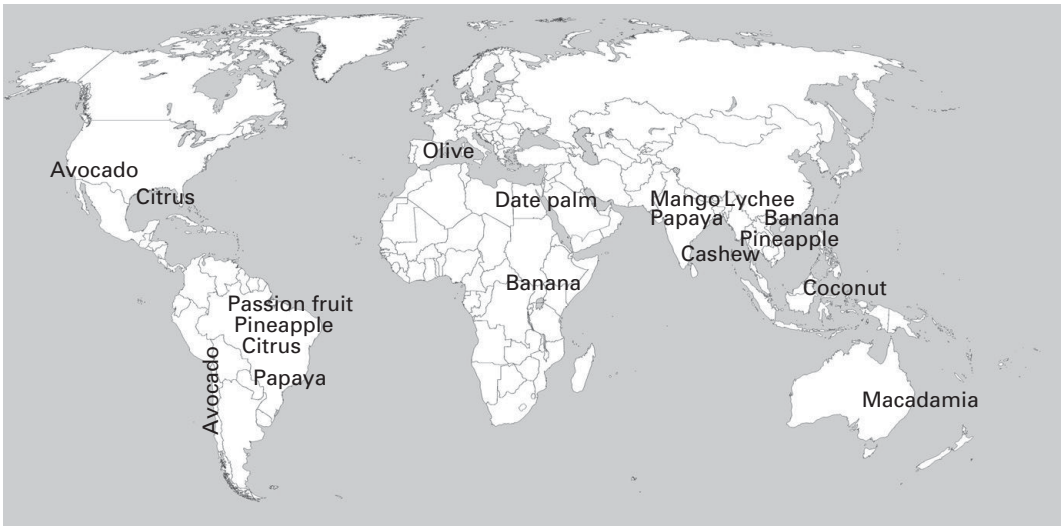 Olive
Avocado
Citrus
Date palm
Mango Lychee
Papaya Banana
Pineapple
Cashew
Banana
Coconut
Passion fruit
Pineapple
Citrus
Avocado
Papaya
Macadamia